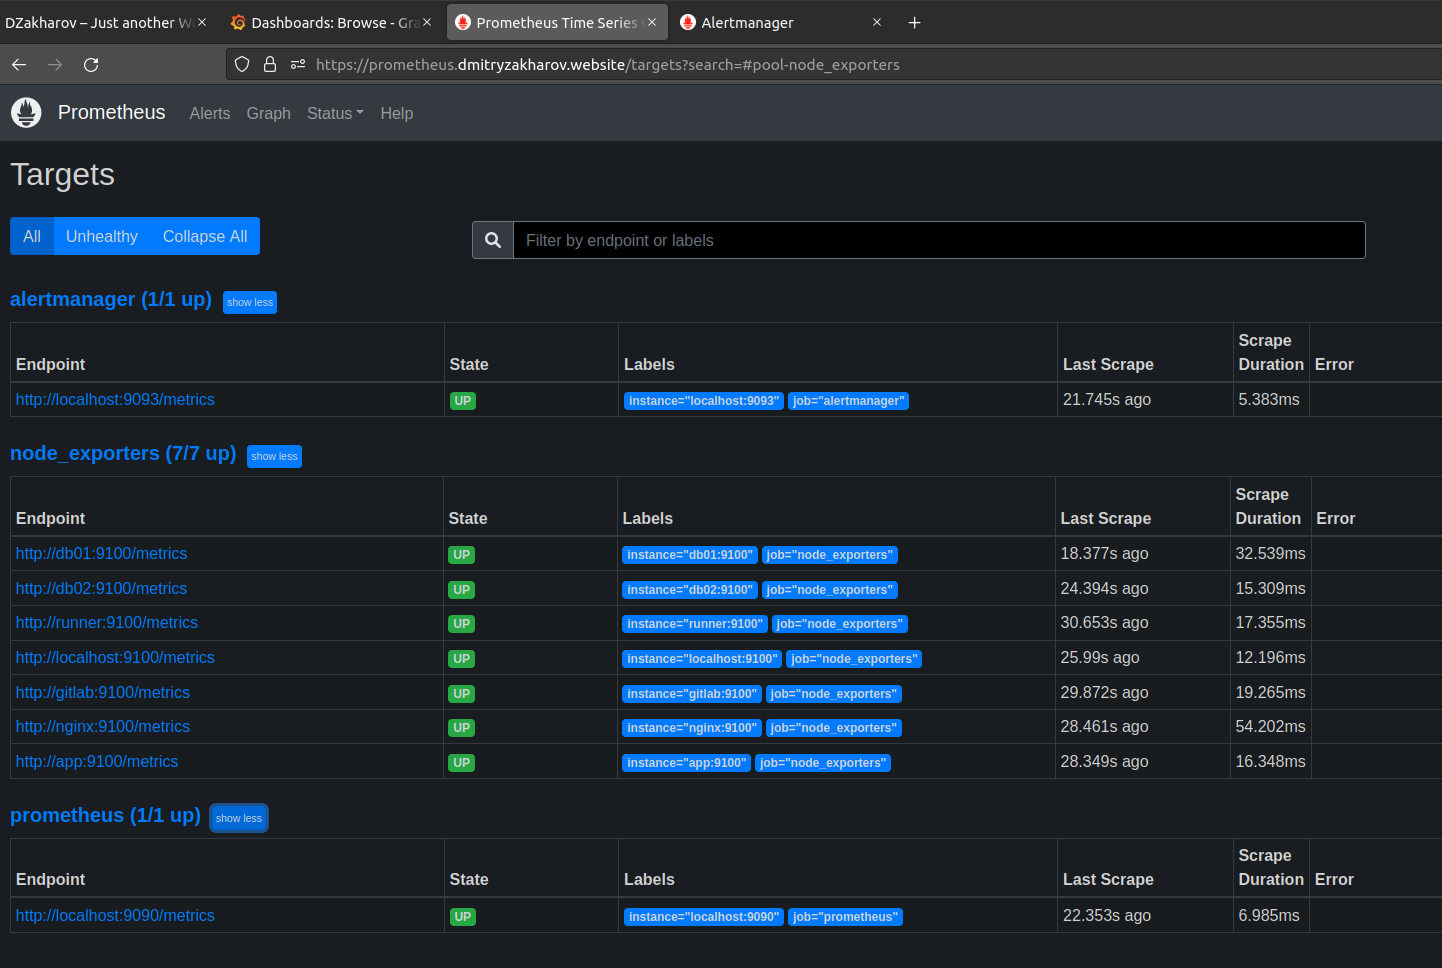 DZakharov – Just another W
Dashboards: Browse - Gra
Prometheus Time Series
Alertmanager
https://prometheus.dmitryzakharov.website/targets?search=#pool-node_exporters
Prometheus Alerts Graph Status Help
Targets
All Unhealthy Collapse All
Filter by endpoint or labels
alertmanager (1/1 up) show less
Endpoint State Labels Last Scrape Scrape Duration Error
http://localhost:9093/metrics UP instance="localhost:9093" job="alertmanager" 21.745s ago 5.383ms
node_exporters (7/7 up) show less
Endpoint State Labels Last Scrape Scrape Duration Error
http://db01:9100/metrics UP instance="db01:9100" job="node_exporters" 18.377s ago 32.539ms
http://db02:9100/metrics UP instance="db02:9100" job="node_exporters" 24.394s ago 15.309ms
http://runner:9100/metrics UP instance="runner:9100" job="node_exporters" 30.653s ago 17.355ms
http://localhost:9100/metrics UP instance="localhost:9100" job="node_exporters" 25.99s ago 12.196ms
http://gitlab:9100/metrics UP instance="gitlab:9100" job="node_exporters" 29.872s ago 19.265ms
http://nginx:9100/metrics UP instance="nginx:9100" job="node_exporters" 28.461s ago 54.202ms
http://app:9100/metrics UP instance="app:9100" job="node_exporters" 28.349s ago 16.348ms
prometheus (1/1 up) show less
Endpoint State Labels Last Scrape Scrape Duration Error
http://localhost:9090/metrics UP instance="localhost:9090" job="prometheus" 22.353s ago 6.985ms